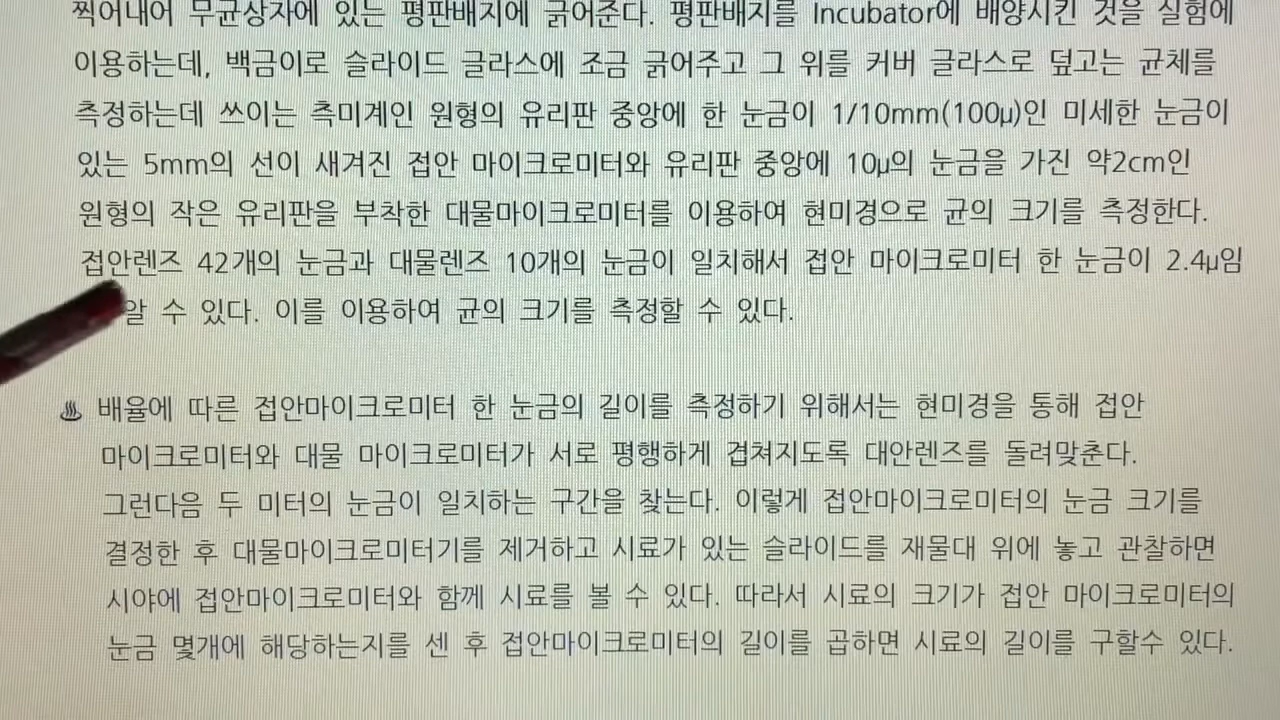 찍어내어 무균상자에 있는 평판배지에 긁어준다. 평판배지를 Incubator에 배양시킨 것을 실험에
이용하는데, 백금이로 슬라이드 글라스에 조금 긁어주고 그 위를 커버 글라스로 덮고는 균체를
측정하는데 쓰이는 측미계인 원형의 유리판 중앙에 한 눈금이 1/10mm(100μ)인 미세한 눈금이
있는 5mm의 선이 새겨진 접안 마이크로미터와 유리판 중앙에 10μ의 눈금을 가진 약2cm인
원형의 작은 유리판을 부착한 대물마이크로미터를 이용하여 현미경으로 균의 크기를 측정한다.
접안렌즈 42개의 눈금과 대물렌즈 10개의 눈금이 일치해서 접안 마이크로미터 한 눈금이 2.4μ임
알 수 있다. 이를 이용하여 균의 크기를 측정할 수 있다.
♨ 배율에 따른 접안마이크로미터 한 눈금의 길이를 측정하기 위해서는 현미경을 통해 접안
마이크로미터와 대물 마이크로미터가 서로 평행하게 겹쳐지도록 대안렌즈를 돌려맞춘다.
그런다음 두 미터의 눈금이 일치하는 구간을 찾는다. 이렇게 접안마이크로미터의 눈금 크기를
결정한 후 대물마이크로미터기를 제거하고 시료가 있는 슬라이드를 재물대 위에 놓고 관찰하면
시야에 접안마이크로미터와 함께 시료를 볼 수 있다. 따라서 시료의 크기가 접안 마이크로미터의
눈금 몇개에 해당하는지를 센 후 접안마이크로미터의 길이를 곱하면 시료의 길이를 구할수 있다.